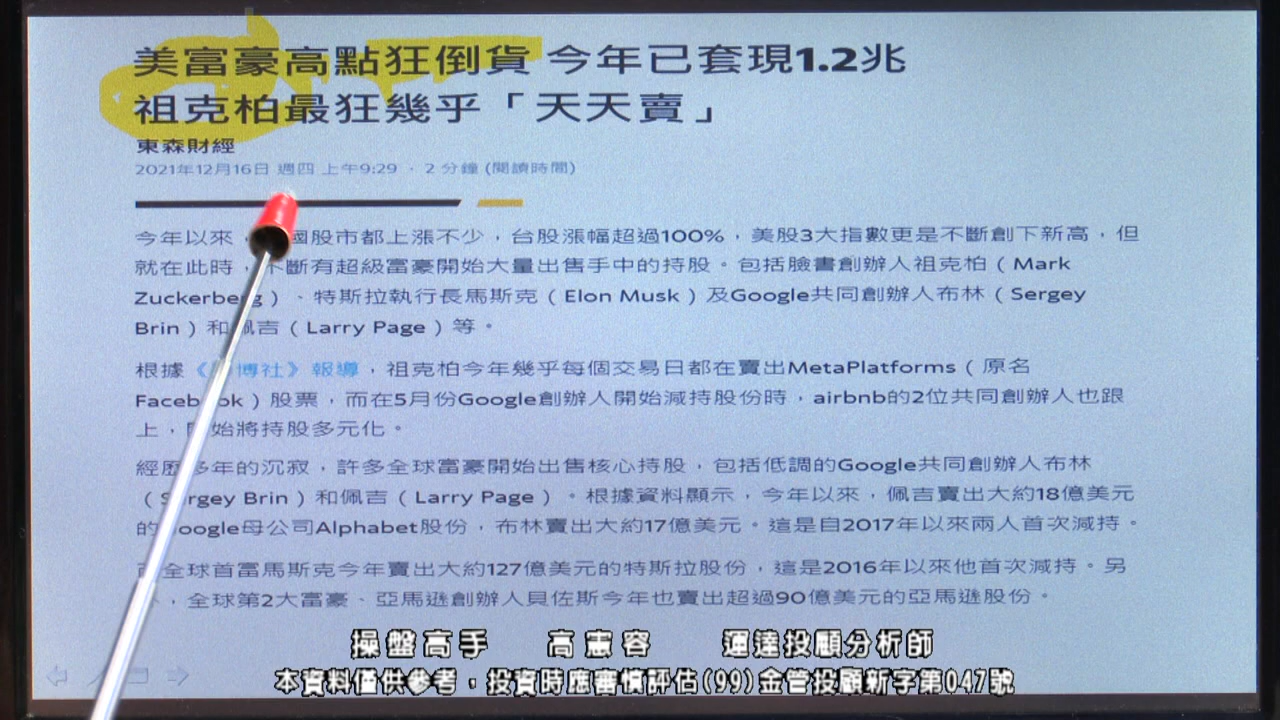 美富豪高點狂倒貨 今年已套現1.2兆
祖克柏最狂幾乎「天天賣」
東森財經
2021年12月16日 週四 上午9:29 · 2 分鐘 (閱讀時間)
今年以來，國股市都上漲不少，台股漲幅超過100%，美股3大指數更是不斷創下新高，但
就在此時，不斷有超級富豪開始大量出售手中的持股。包括臉書創辦人祖克柏（Mark
Zuckerberg）、特斯拉執行長馬斯克（Elon Musk）及Google共同創辦人布林（Sergey
Brin）和佩吉（Larry Page）等。
根據《博社》報導，祖克柏今年幾乎每個交易日都在賣出MetaPlatforms（原名
Facebook）股票，而在5月份Google創辦人開始減持股份時，airbnb的2位共同創辦人也跟
上，始將持股多元化。
經歷多年的沉寂，許多全球富豪開始出售核心持股，包括低調的Google共同創辦人布林
（Sergey Brin）和佩吉（Larry Page）。根據資料顯示，今年以來，佩吉賣出大約18億美元
的Google母公司Alphabet股份，布林賣出大約17億美元。這是自2017年以來兩人首次減持。
全球首富馬斯克今年賣出大約127億美元的特斯拉股份，這是2016年以來他首次減持。另
，全球第2大富豪、亞馬遜創辦人貝佐斯今年也賣出超過90億美元的亞馬遜股份。
操盤高手 高憲容 運達投顧分析師
本資料僅供參考，投資時應審慎評估(99)金管投顧新字第047號